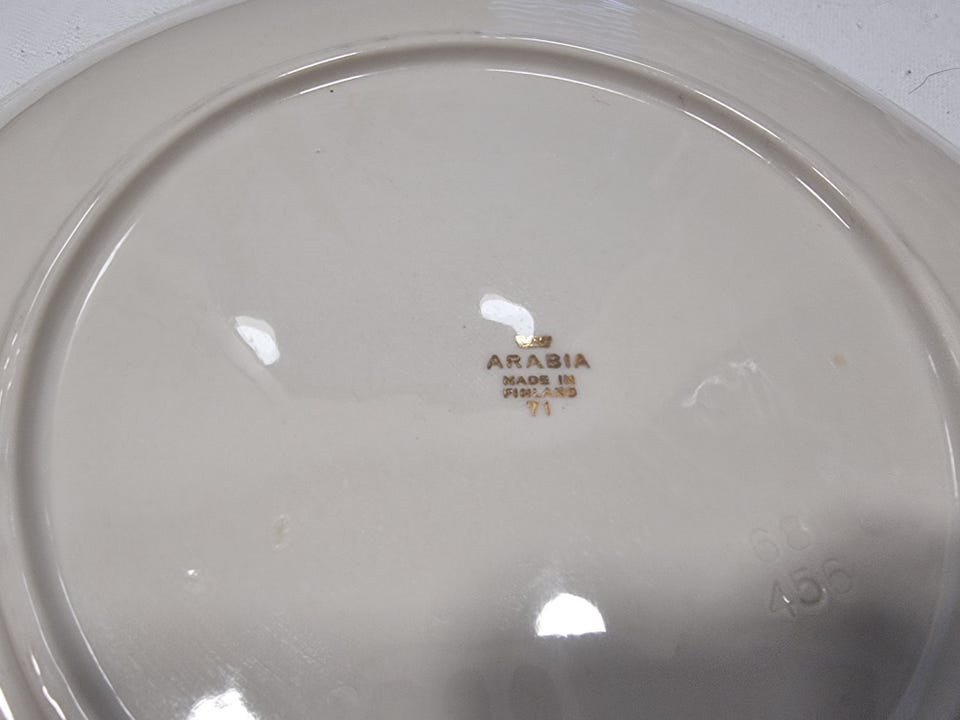 ARABIA
MADE IN
FINLAND
71
68
456